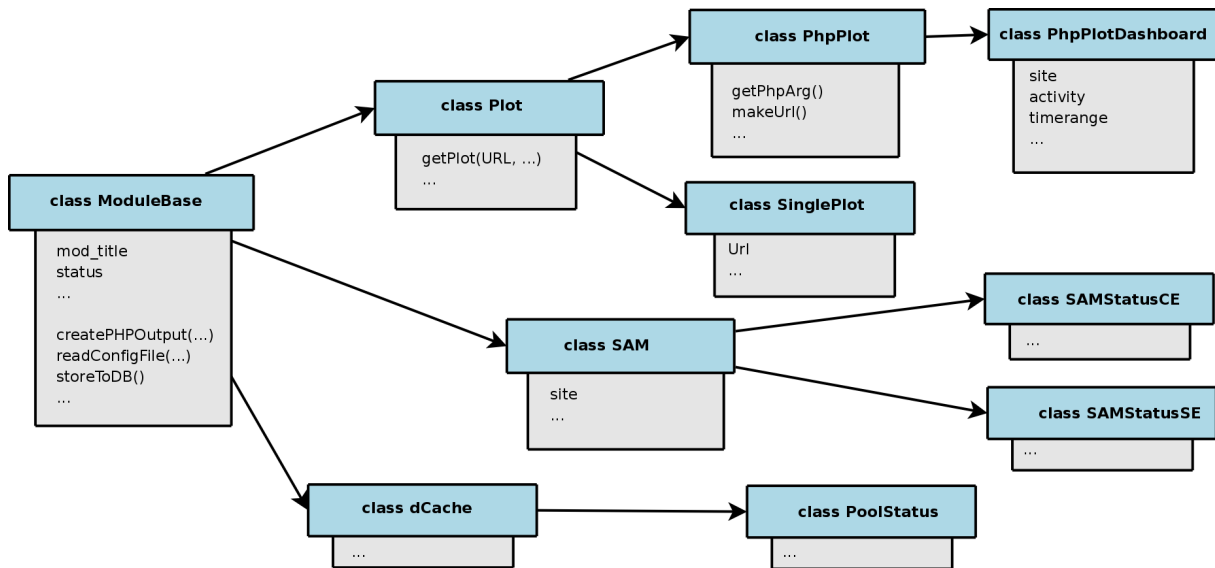 class ModuleBase
mod_title
status
...
createPHPOutput(...)
readConfigFile(...)
storeToDB()
...
class Plot
getPlot(URL, ...)
...
class PhpPlot
getPhpArg()
makeUrl()
...
class PhpPlotDashboard
site
activity
timerange
...
class SinglePlot
Url
...
class SAM
site
...
class SAMStatusCE
...
class SAMStatusSE
...
class dCache
...
class PoolStatus
...